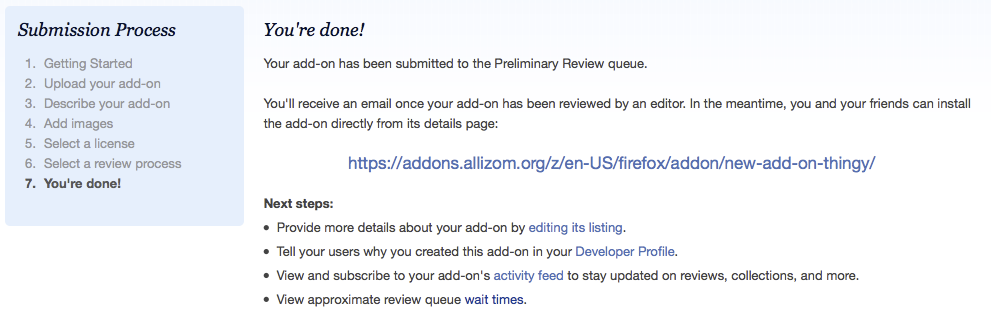 Submission Process
1. Getting Started
2. Upload your add-on
3. Describe your add-on
4. Add images
5. Select a license
6. Select a review process
7. You're done!
You're done!
Your add-on has been submitted to the Preliminary Review queue.
You'll receive an email once your add-on has been reviewed by an editor. In the meantime, you and your friends can install
the add-on directly from its details page:
https://addons.allizom.org/z/en-US/firefox/addon/new-add-on-thingy/
Next steps:
• Provide more details about your add-on by editing its listing.
• Tell your users why you created this add-on in your Developer Profile.
• View and subscribe to your add-on's activity feed to stay updated on reviews, collections, and more.
• View approximate review queue wait times.